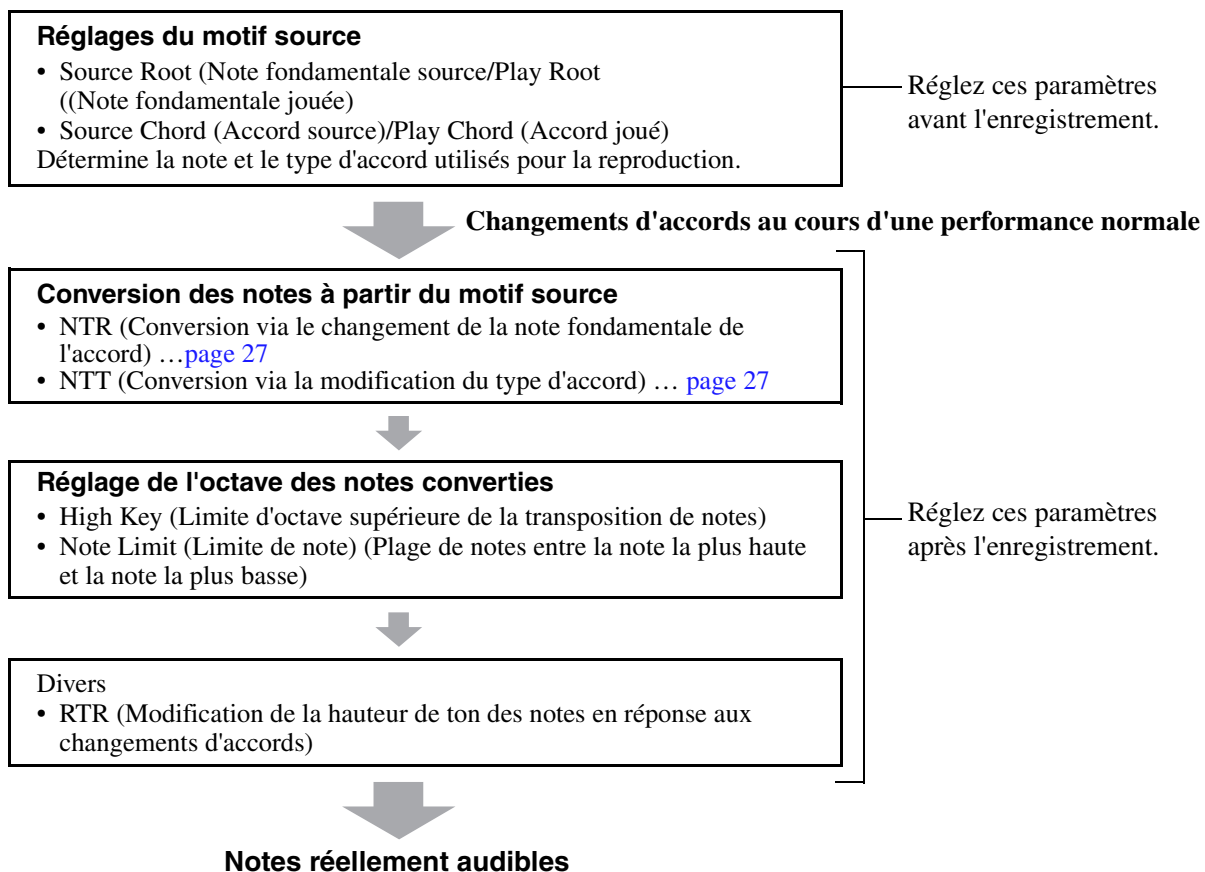 Réglages du motif source
• Source Root (Note fondamentale source/Play Root
((Note fondamentale jouée)
• Source Chord (Accord source)/Play Chord (Accord joué)
Détermine la note et le type d'accord utilisés pour la reproduction.
Réglez ces paramètres
avant l'enregistrement.
Changements d'accords au cours d'une performance normale
Conversion des notes à partir du motif source
• NTR (Conversion via le changement de la note fondamentale de
l'accord) …page 27
• NTT (Conversion via la modification du type d'accord) … page 27
Réglage de l'octave des notes converties
• High Key (Limite d'octave supérieure de la transposition de notes)
• Note Limit (Limite de note) (Plage de notes entre la note la plus haute
et la note la plus basse)
Réglez ces paramètres
après l'enregistrement.
Divers
• RTR (Modification de la hauteur de ton des notes en réponse aux
changements d'accords)
Notes réellement audibles